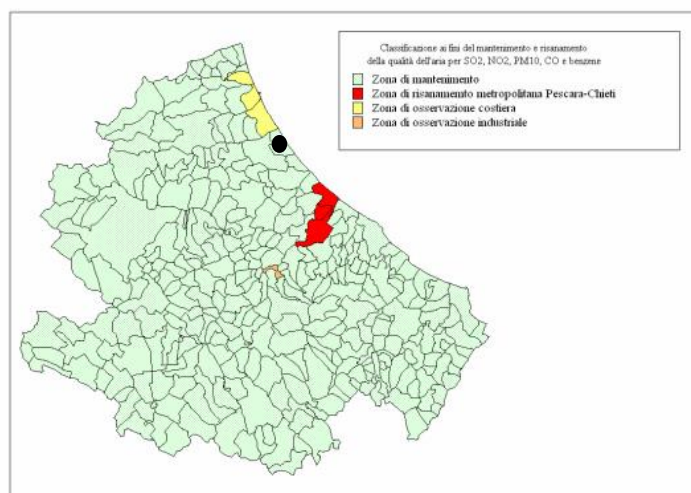 Classificazione ai fini del mantenimento e risanamento
della qualità dell'aria per SO2, NO2, PM10, CO e benzene
Zona di mantenimento
Zona di risanamemto metropolitana Pescara-Chieti
Zona di osservazione costiera
Zona di osservazione industriale